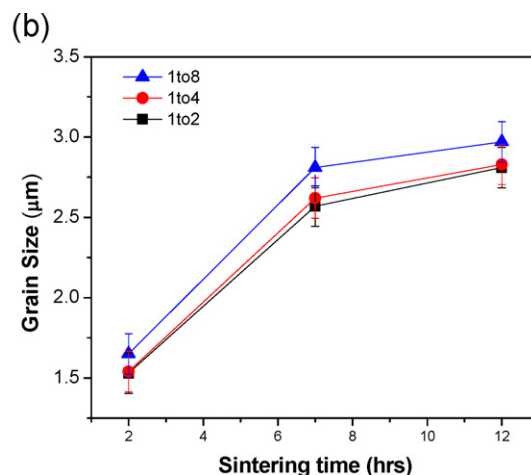 (b)
3.5
3.0
2.5
2.0
1.5
Grain Size (μm)
1to8
1to4
1to2
2 4 6 8 10 12
Sintering time (hrs)